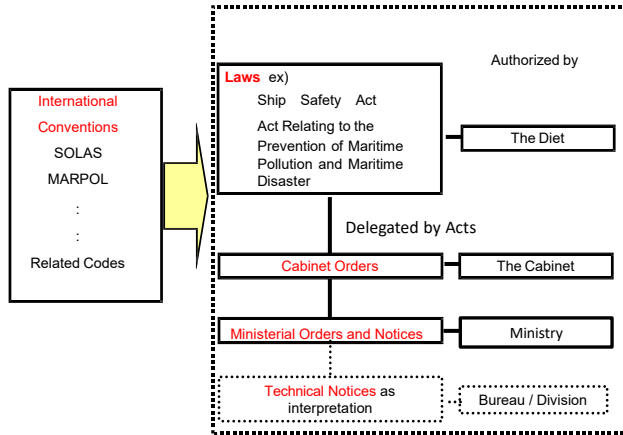 International
Conventions
SOLAS
MARPOL
:
:
Related Codes
Laws ex)
Ship Safety Act
Act Relating to the
Prevention of Maritime
Pollution and Maritime
Disaster
Authorized by
The Diet
Delegated by Acts
Cabinet Orders
The Cabinet
Ministerial Orders and Notices
Ministry
Technical Notices as
interpretation
Bureau / Division